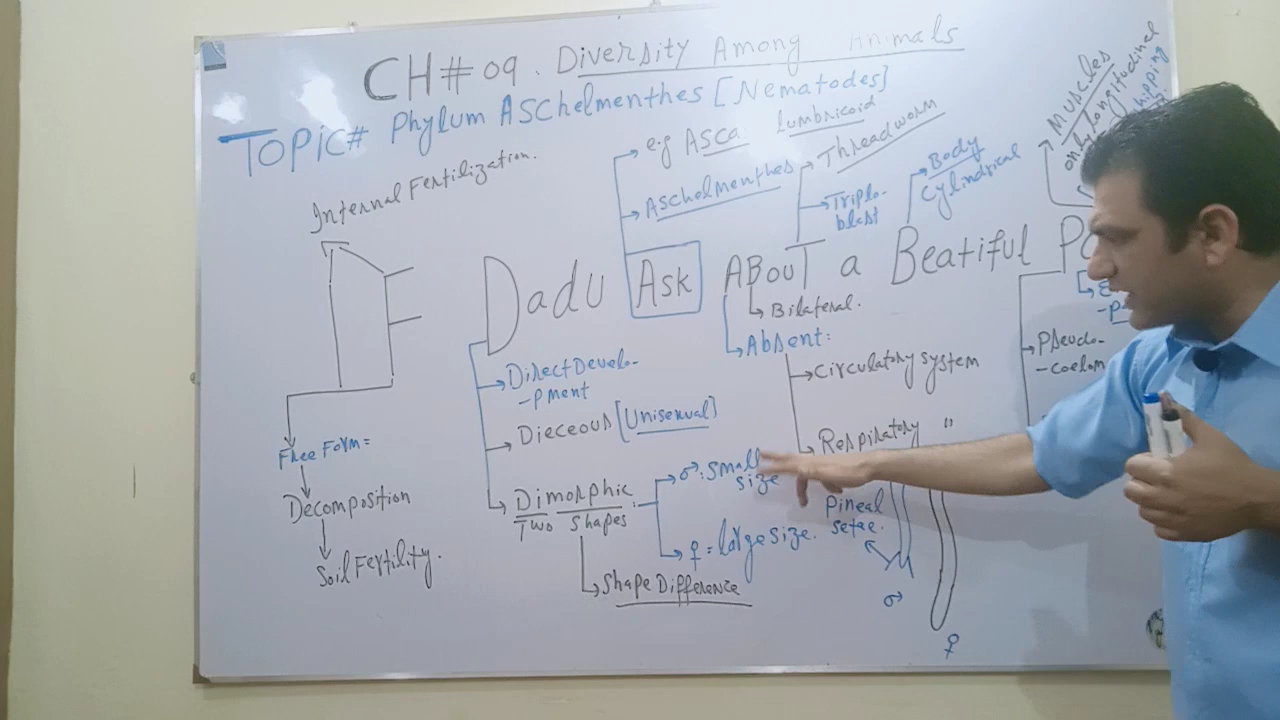 CH# 09. Diversity Among Animals
TOPIC# Phylum ASchelmenthes [Nematodes]
Internal Fertilization.
e.g Asca lumbricoid
Aschelmenthes
Threadworm
Triplo-
blast
Body
Cylindrical
Muscles
only longitudinal
Dadu Ask ABouT a Beatiful
Bilateral.
Absent:
Circulatory system
Respiratory "
Pseudo-
-coelom
Direct Develo-
-pment
Dieceous [Unisexual]
Dimorphic
Two Shapes:
♂: Small
size
♀ = large size.
Shape Difference
Pineal
setae.
♂
♀
Free Form=
Decomposition
Soil Fertility.